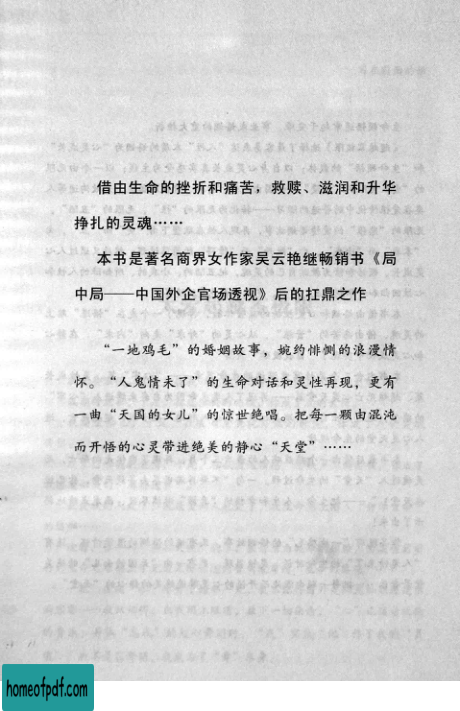 借由生命的挫折和痛苦，救赎、滋润和升华
挣扎的灵魂……
本书是著名商界女作家吴云艳继畅销书《局
中局——中国外企官场透视》后的扛鼎之作
“一地鸡毛”的婚姻故事，婉约悱恻的浪漫情
怀。“人鬼情未了”的生命对话和灵性再现，更有
一曲“天国的女儿”的惊世绝唱。把每一颗由混沌
而开悟的心灵带进绝美的静心“天堂”……
homeofpdf.com